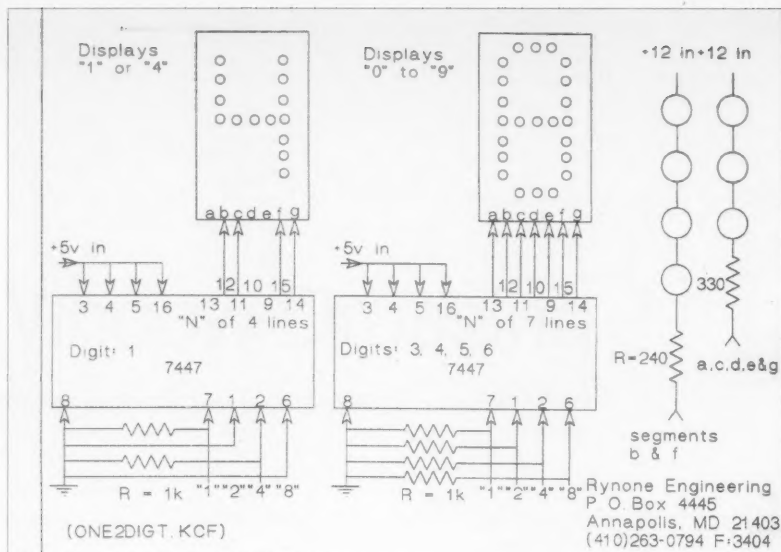 Displays
"1" or "4"
Displays
"0" to "9"
+12 in +12 in
abcdefg
abcdefg
+5v in
+5v in
12 10 15
3 4 5 16 13 11 9 14
12 10 15
3 4 5 16 13 11 9 14
"N" of 4 lines
"N" of 7 lines
Digit: 1
7447
Digits: 3, 4, 5, 6
7447
8 7 1 2 6
8 7 1 2 6
330
R=240
a,c,d,e&g
segments
b & f
R = 1k "1" "2" "4" "8"
R = 1k "1" "2" "4" "8"
(ONE2DIGT.KCF)
Rynone Engineering
P.O.Box 4445
Annapolis, MD 21403
(410)263-0794 F:3404